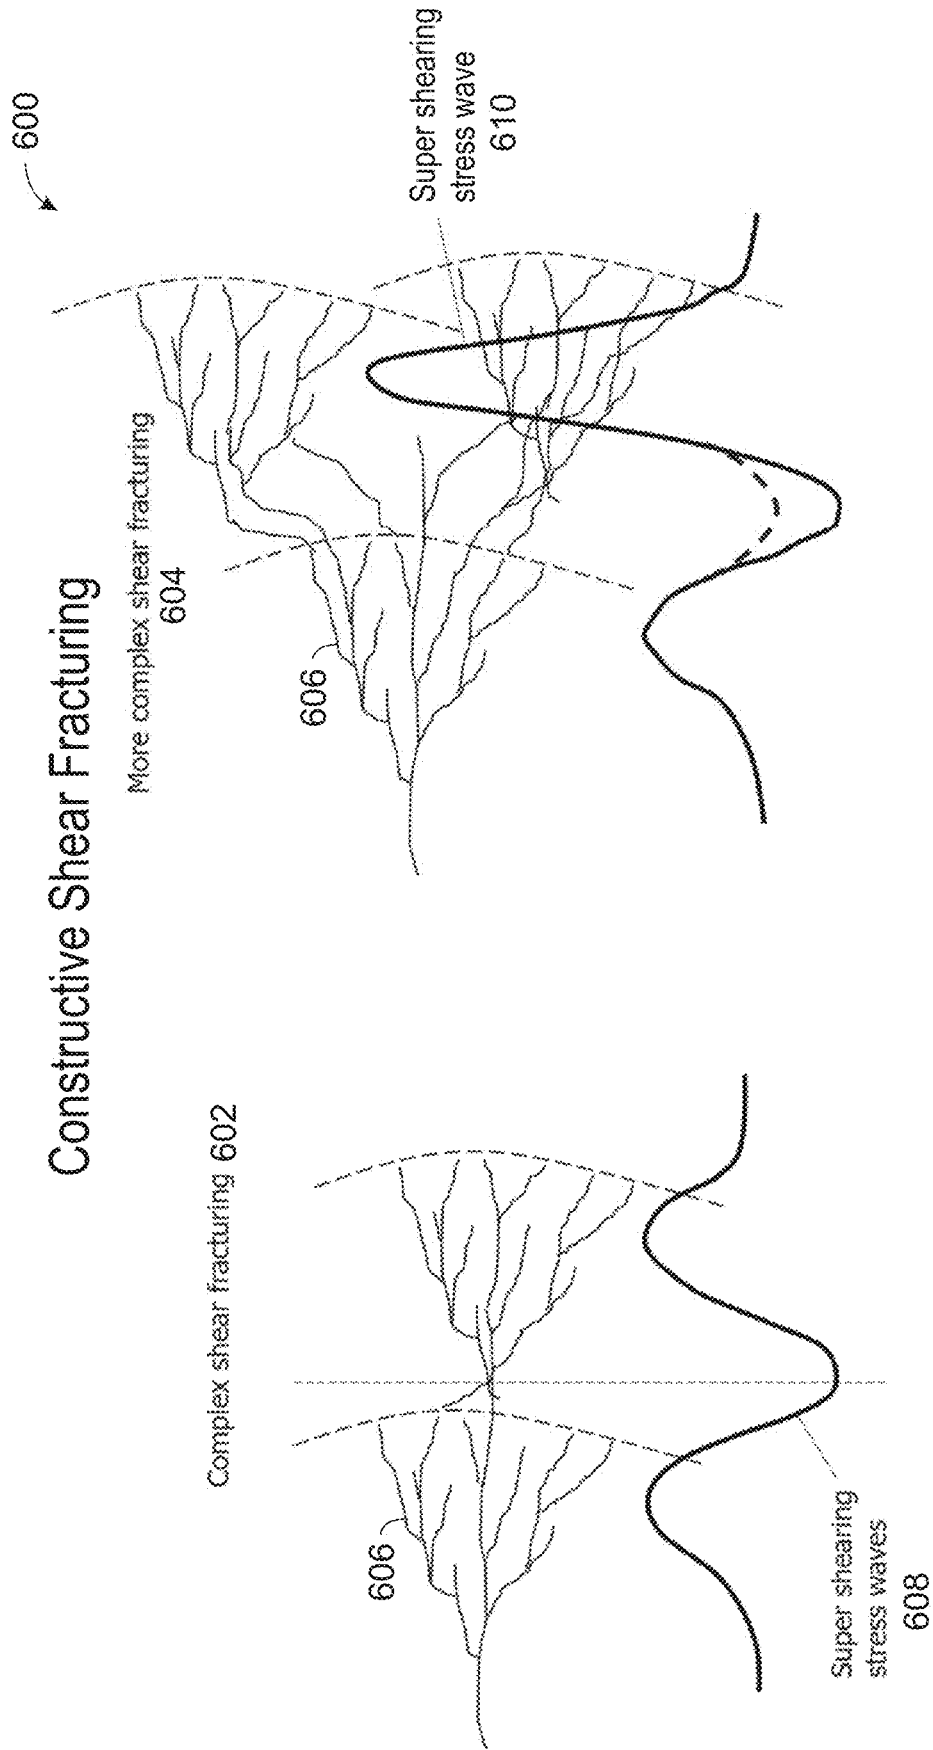 600
Constructive Shear Fracturing
Complex shear fracturing 602
More complex shear fracturing
604
606
606
Super shearing
stress wave
610
Super shearing
stress waves
608